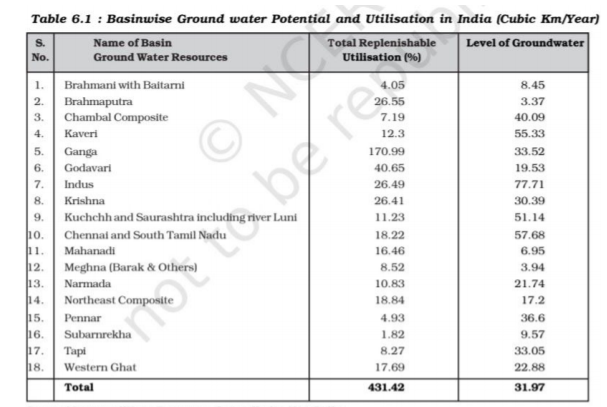 Table 6.1 : Basinwise Ground water Potential and Utilisation in India (Cubic Km/Year)
S. No. Name of Basin Ground Water Resources Total Replenishable Utilisation (%) Level of Groundwater
1. Brahmani with Baitarni 4.05 8.45
2. Brahmaputra 26.55 3.37
3. Chambal Composite 7.19 40.09
4. Kaveri 12.3 55.33
5. Ganga 170.99 33.52
6. Godavari 40.65 19.53
7. Indus 26.49 77.71
8. Krishna 26.41 30.39
9. Kuchchh and Saurashtra including river Luni 11.23 51.14
10. Chennai and South Tamil Nadu 18.22 57.68
11. Mahanadi 16.46 6.95
12. Meghna (Barak & Others) 8.52 3.94
13. Narmada 10.83 21.74
14. Northeast Composite 18.84 17.2
15. Pennar 4.93 36.6
16. Subarnrekha 1.82 9.57
17. Tapi 8.27 33.05
18. Western Ghat 17.69 22.88
Total 431.42 31.97
© NCER
not to be republi